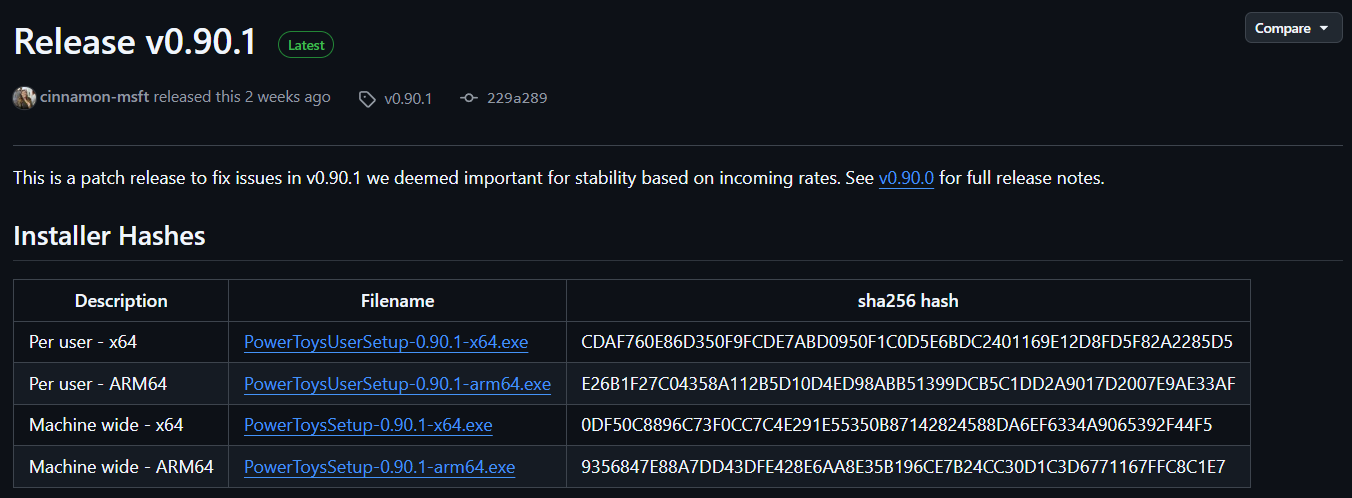 Release v0.90.1 Latest
Compare
cinnamon-msft released this 2 weeks ago v0.90.1 229a289
This is a patch release to fix issues in v0.90.1 we deemed important for stability based on incoming rates. See v0.90.0 for full release notes.
Installer Hashes
Description Filename sha256 hash
Per user - x64 PowerToysUserSetup-0.90.1-x64.exe CDAF760E86D350F9FCDE7ABD0950F1C0D5E6BDC2401169E12D8FD5F82A2285D5
Per user - ARM64 PowerToysUserSetup-0.90.1-arm64.exe E26B1F27C04358A112B5D10D4ED98ABB51399DCB5C1DD2A9017D2007E9AE33AF
Machine wide - x64 PowerToysSetup-0.90.1-x64.exe 0DF50C8896C73F0CC7C4E291E55350B87142824588DA6EF6334A9065392F44F5
Machine wide - ARM64 PowerToysSetup-0.90.1-arm64.exe 9356847E88A7DD43DFE428E6AA8E35B196CE7B24CC30D1C3D6771167FFC8C1E7